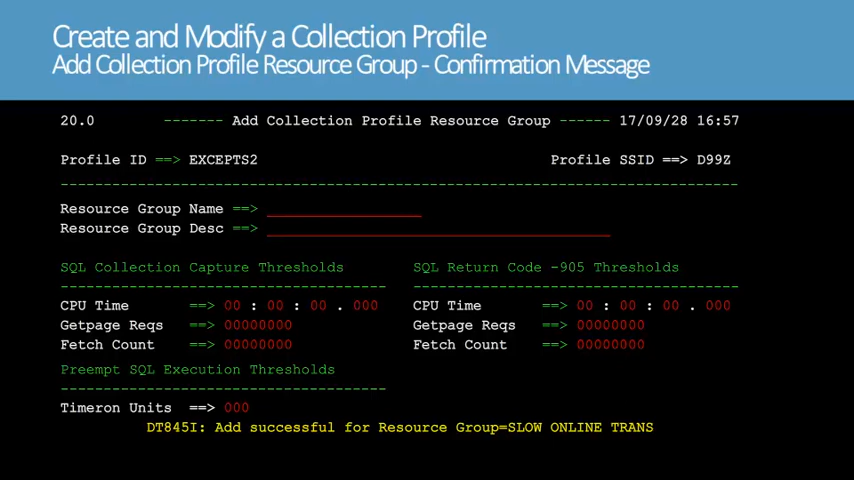 Create and Modify a Collection Profile
Add Collection Profile Resource Group - Confirmation Message
20.0 ------- Add Collection Profile Resource Group ------ 17/09/28 16:57
Profile ID ==> EXCEPTS2 Profile SSID ==> D99Z
-------------------------------------------------------------------------------
Resource Group Name ==> __________________
Resource Group Desc ==> ________________________________________
SQL Collection Capture Thresholds SQL Return Code -905 Thresholds
-------------------------------------- --------------------------------------
CPU Time ==> 00 : 00 : 00 . 000 CPU Time ==> 00 : 00 : 00 . 000
Getpage Reqs ==> 00000000 Getpage Reqs ==> 00000000
Fetch Count ==> 00000000 Fetch Count ==> 00000000
Preempt SQL Execution Thresholds
--------------------------------------
Timeron Units ==> 000
DT845I: Add successful for Resource Group=SLOW ONLINE TRANS